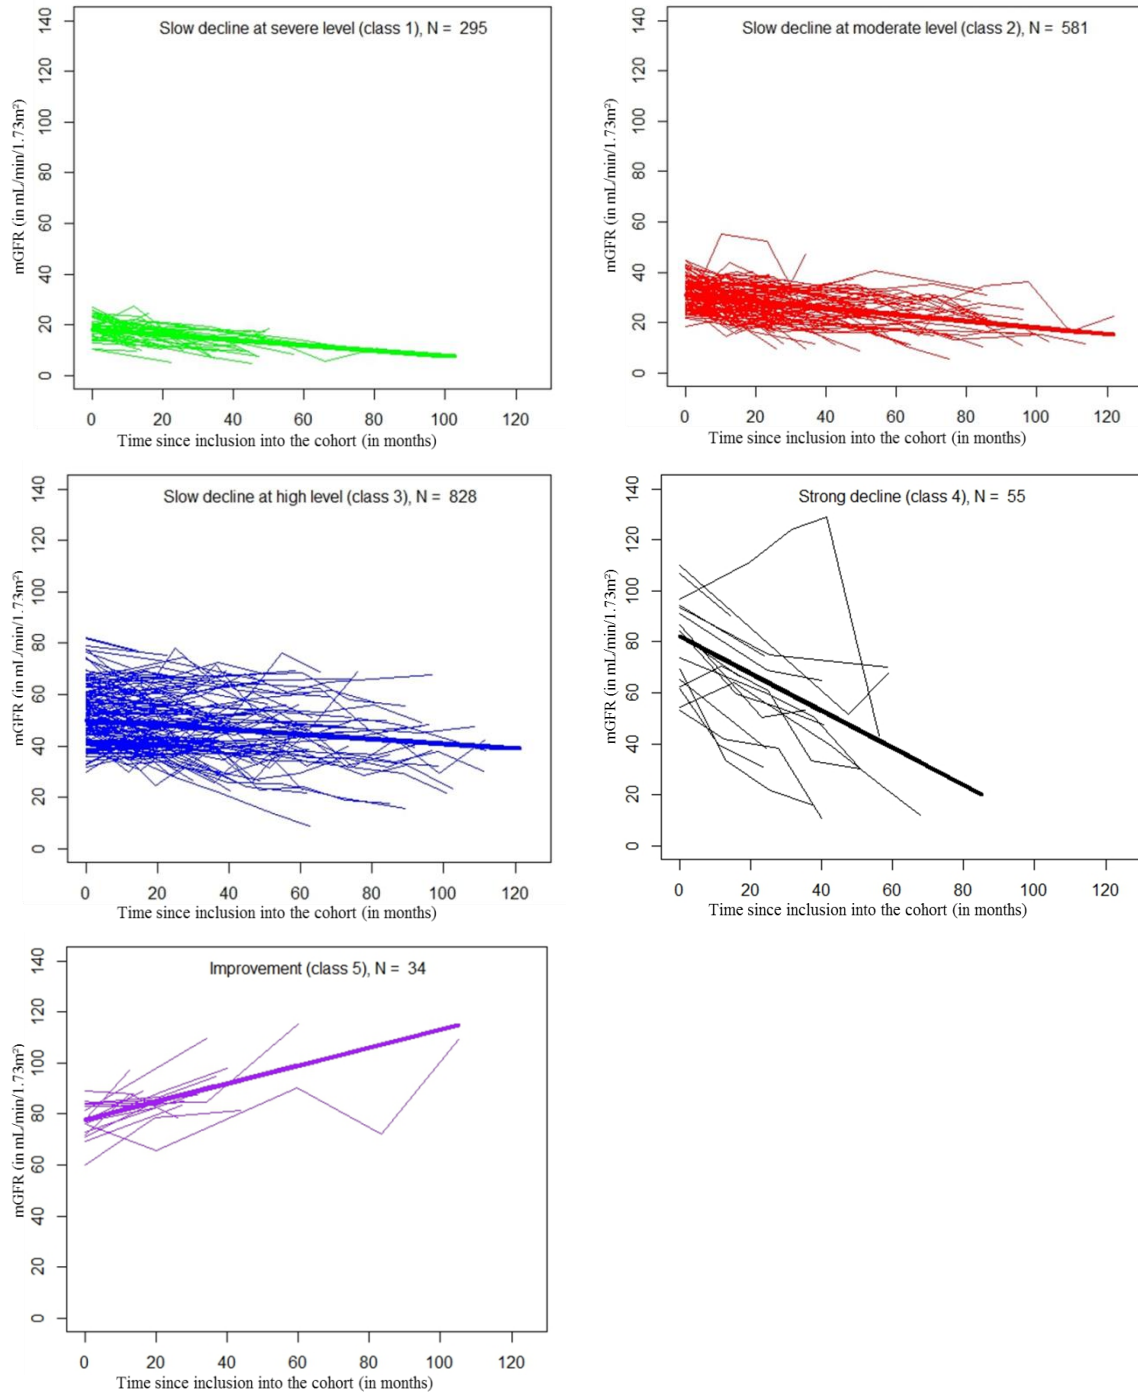 Slow decline at severe level (class 1), N = 295
mGFR (in mL/min/1.73m²)
140
120
100
80
60
40
20
0
0 20 40 60 80 100 120
Time since inclusion into the cohort (in months)
Slow decline at moderate level (class 2), N = 581
mGFR (in mL/min/1.73m²)
140
120
100
80
60
40
20
0
0 20 40 60 80 100 120
Time since inclusion into the cohort (in months)
Slow decline at high level (class 3), N = 828
mGFR (in mL/min/1.73m²)
140
120
100
80
60
40
20
0
0 20 40 60 80 100 120
Time since inclusion into the cohort (in months)
Strong decline (class 4), N = 55
mGFR (in mL/min/1.73m²)
140
120
100
80
60
40
20
0
0 20 40 60 80 100 120
Time since inclusion into the cohort (in months)
Improvement (class 5), N = 34
mGFR (in mL/min/1.73m²)
140
120
100
80
60
40
20
0
0 20 40 60 80 100 120
Time since inclusion into the cohort (in months)